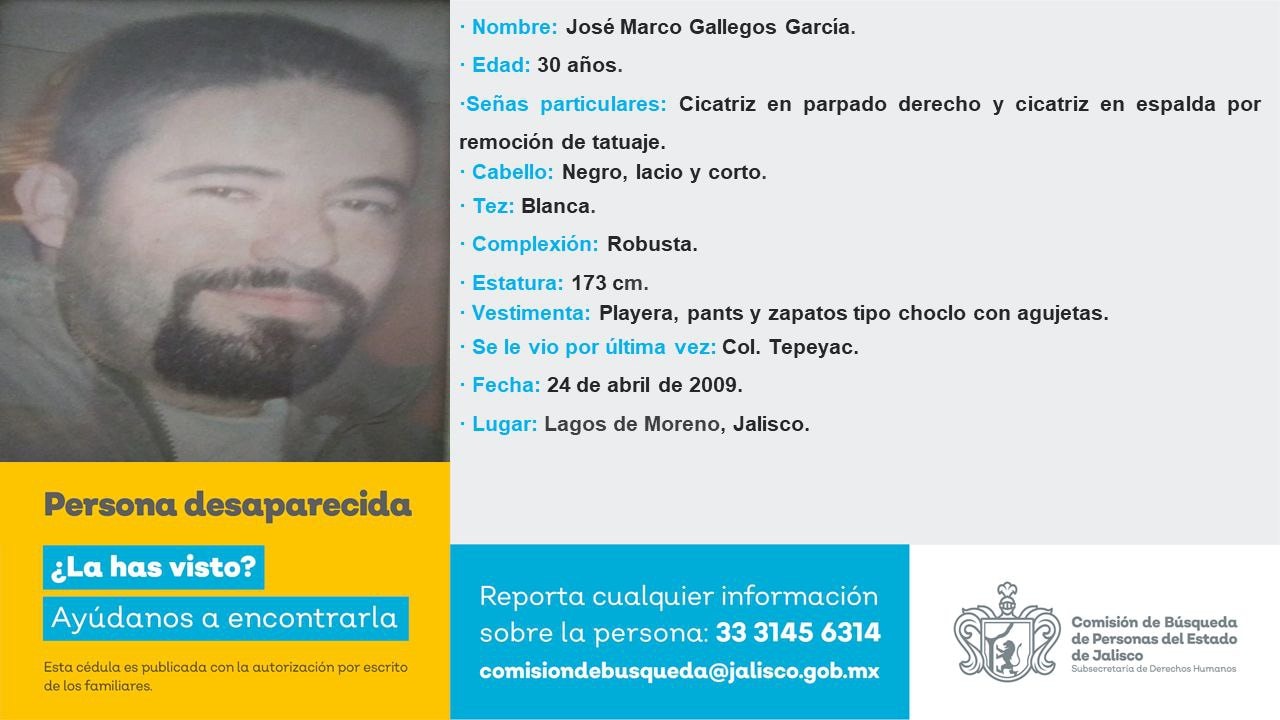 · Nombre: José Marco Gallegos García.
· Edad: 30 años.
·Señas particulares: Cicatriz en parpado derecho y cicatriz en espalda por
remoción de tatuaje.
· Cabello: Negro, lacio y corto.
· Tez: Blanca.
· Complexión: Robusta.
· Estatura: 173 cm.
· Vestimenta: Playera, pants y zapatos tipo choclo con agujetas.
· Se le vio por última vez: Col. Tepeyac.
· Fecha: 24 de abril de 2009.
· Lugar: Lagos de Moreno, Jalisco.
Persona desaparecida
¿La has visto?
Ayúdanos a encontrarla
Esta cédula es publicada con la autorización por escrito
de los familiares.
Reporta cualquier información
sobre la persona: 33 3145 6314
comisiondebusqueda@jalisco.gob.mx
Comisión de Búsqueda
de Personas del Estado
de Jalisco
Subsecretaría de Derechos Humanos